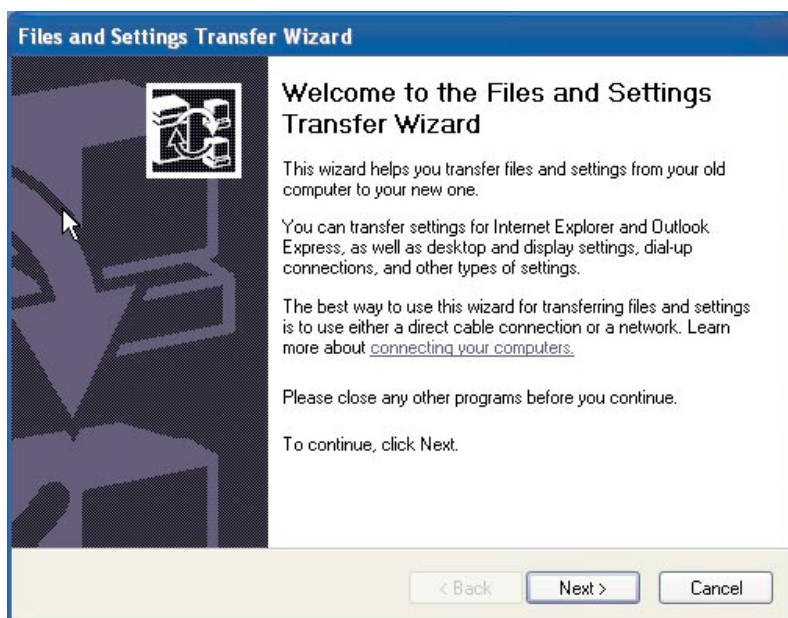 Files and Settings Transfer Wizard
Welcome to the Files and Settings
Transfer Wizard
This wizard helps you transfer files and settings from your old
computer to your new one.
You can transfer settings for Internet Explorer and Outlook
Express, as well as desktop and display settings, dial-up
connections, and other types of settings.
The best way to use this wizard for transferring files and settings
is to use either a direct cable connection or a network. Learn
more about connecting your computers.
Please close any other programs before you continue.
To continue, click Next.
< Back Next > Cancel